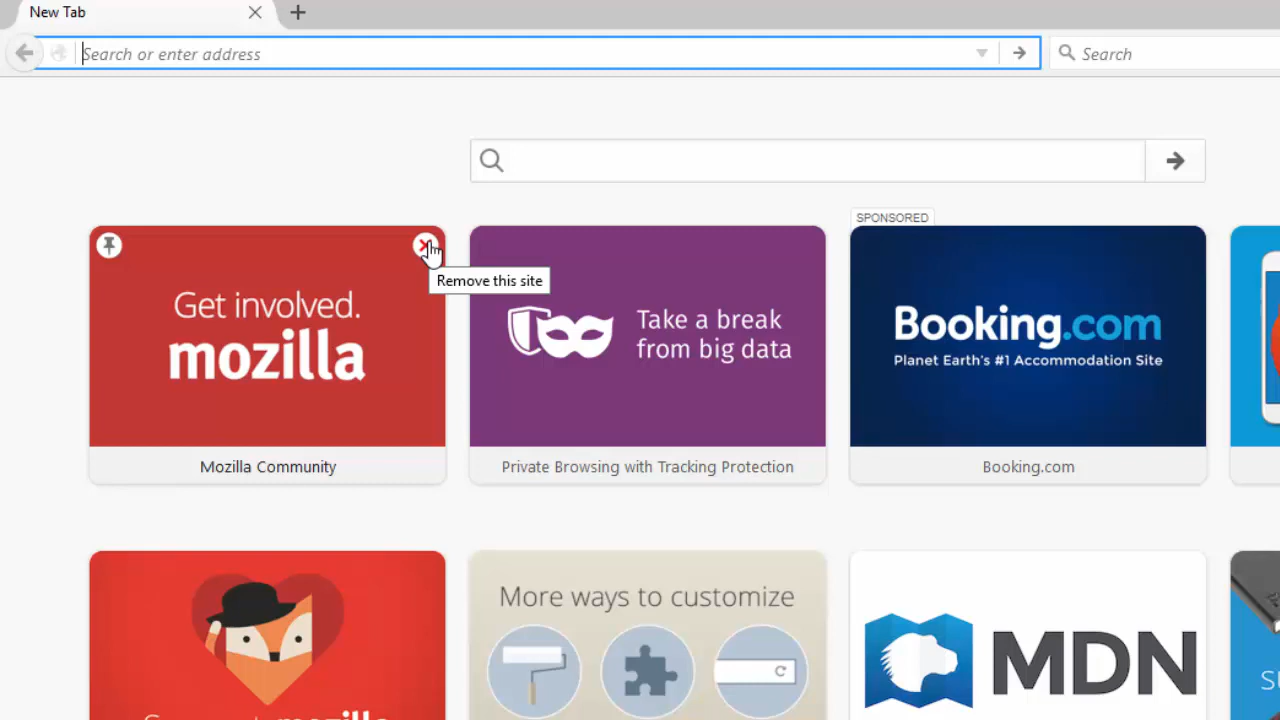 New Tab
Search or enter address
Search
SPONSORED
Get involved.
mozilla
Remove this site
Take a break
from big data
Booking.com
Planet Earth's #1 Accommodation Site
Mozilla Community
Private Browsing with Tracking Protection
Booking.com
More ways to customize
MDN
mozilla